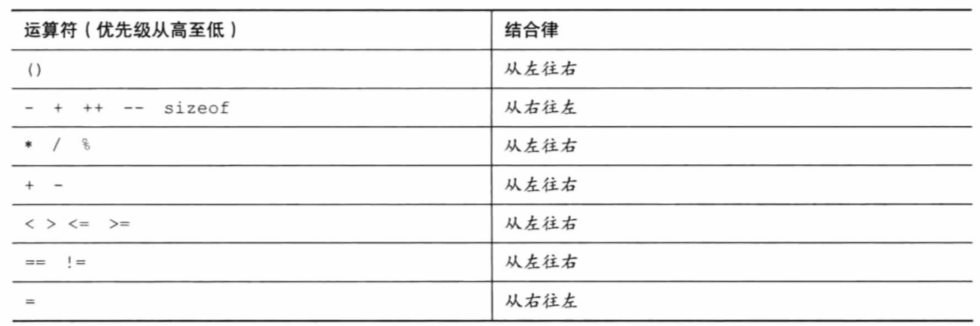 运算符（优先级从高至低） 结合律
() 从左往右
- + ++ -- sizeof 从右往左
* / % 从左往右
+ - 从左往右
< > <= >= 从左往右
== != 从左往右
= 从右往左